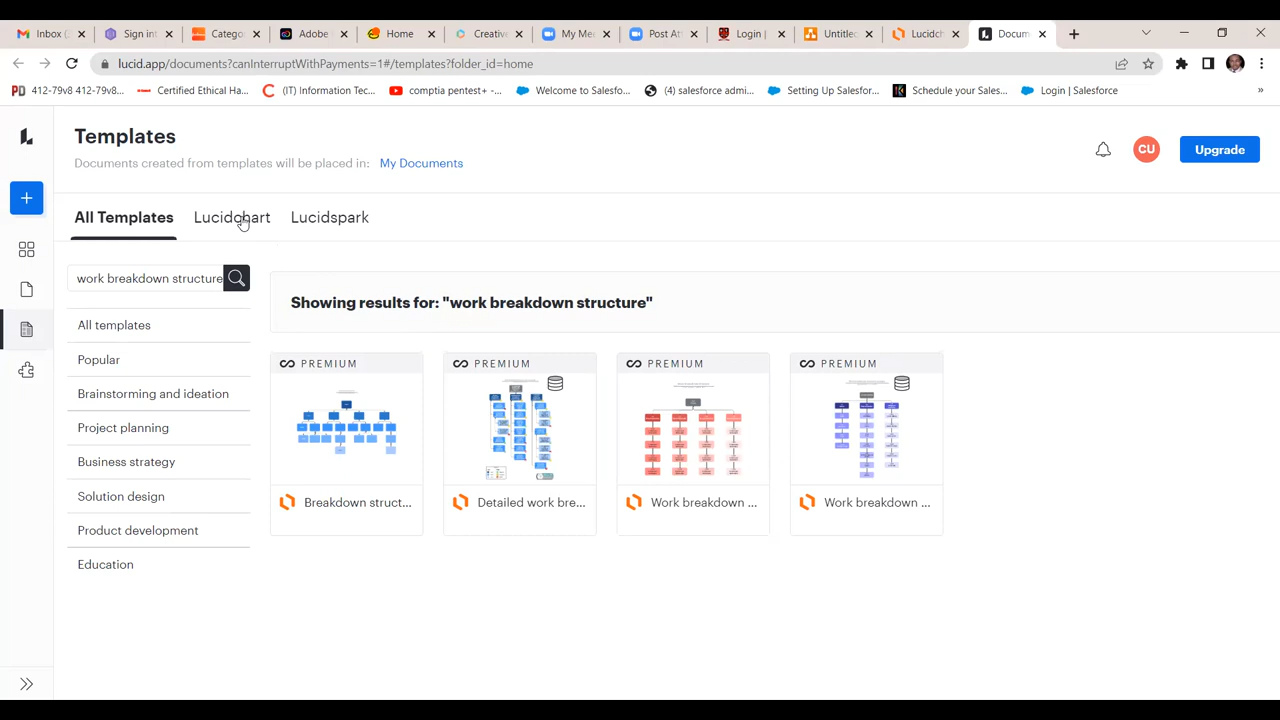 Inbox (
Sign in
Catego
Adobe
Home
Creative
My Me
Post At
Login |
Untitle
Lucidch
Docum
lucid.app/documents?canInterruptWithPayments=1#/templates?folder_id=home
PD 412-79v8 412-79v8...
Certified Ethical Ha...
(IT) Information Tec...
comptia pentest+ -...
Welcome to Salesfo...
(4) salesforce admi...
Setting Up Salesfor...
Schedule your Sales...
Login | Salesforce
Templates
Documents created from templates will be placed in: My Documents
CU
Upgrade
All Templates
Lucidchart
Lucidspark
work breakdown structure
Showing results for: "work breakdown structure"
All templates
Popular
Brainstorming and ideation
Project planning
Business strategy
Solution design
Product development
Education
PREMIUM
PREMIUM
PREMIUM
PREMIUM
Breakdown struct...
Detailed work bre...
Work breakdown ...
Work breakdown ...